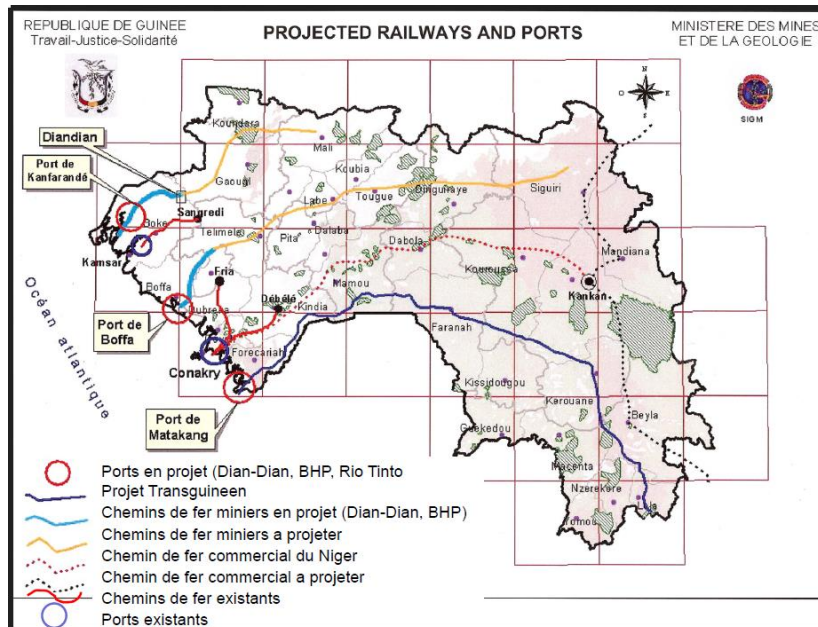 REPUBLIQUE DE GUINEE
Travail-Justice-Solidarité
PROJECTED RAILWAYS AND PORTS
MINISTERE DES MINES
ET DE LA GEOLOGIE
SIGM
N
O
E
S
Diandian
Port de
Kanfarandé
Koundara
Mali
Koubia
Gaoual
Labe
Tougue
Dinguiraye
Siguiri
Sangredi
Boke
Telimele
Pita
Dalaba
Dabola
Mandiana
Kamsar
Boffa
Fria
Kouroussa
Kankan
Mamou
Dubreka
Débélé
Kindia
Port de
Boffa
Faranah
Forecariah
Conakry
Océan atlantique
Kissidougou
Port de
Matakang
Kerouane
Beyla
Guekedou
Macenta
Nzerekore
Lola
Yomou
Ports en projet (Dian-Dian, BHP, Rio Tinto
Projet Transguineen
Chemins de fer miniers en projet (Dian-Dian, BHP)
Chemins de fer miniers a projeter
Chemin de fer commercial du Niger
Chemin de fer commercial a projeter
Chemins de fer existants
Ports existants